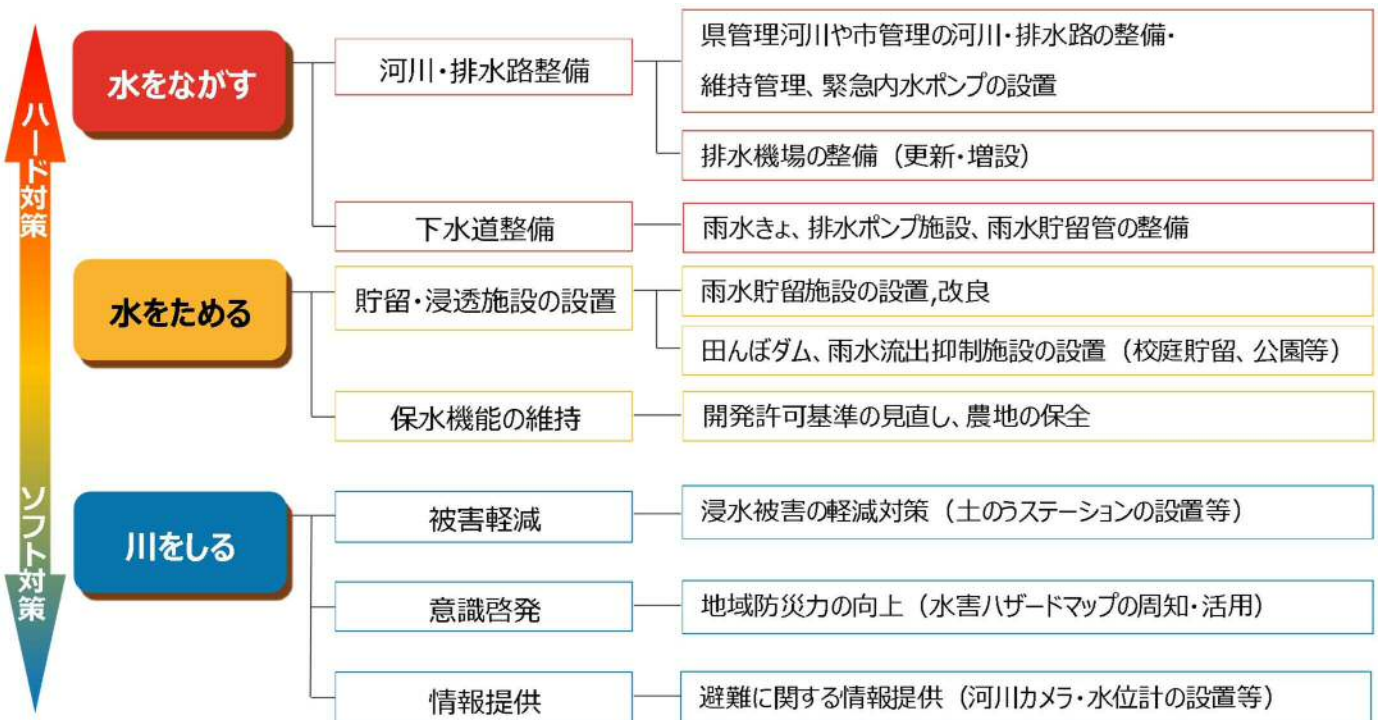 ハード対策
水をながす
河川・排水路整備
県管理河川や市管理の河川・排水路の整備・
維持管理、緊急内水ポンプの設置
排水機場の整備（更新・増設）
下水道整備
雨水きょ、排水ポンプ施設、雨水貯留管の整備
水をためる
貯留・浸透施設の設置
雨水貯留施設の設置,改良
田んぼダム、雨水流出抑制施設の設置（校庭貯留、公園等）
保水機能の維持
開発許可基準の見直し、農地の保全
ソフト対策
川をしる
被害軽減
浸水被害の軽減対策（土のうステーションの設置等）
意識啓発
地域防災力の向上（水害ハザードマップの周知・活用）
情報提供
避難に関する情報提供（河川カメラ・水位計の設置等）